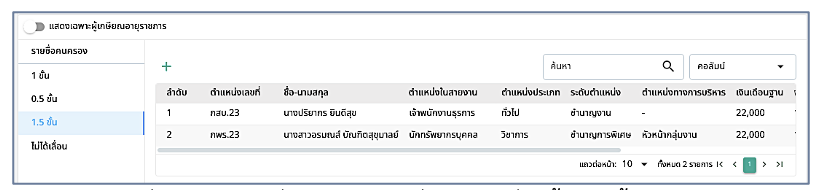 แสดงเฉพาะผู้เกษียณอายุราชการ
รายชื่อคนครอง
1 ขั้น
0.5 ขั้น
1.5 ขั้น
ไม่ได้เลื่อน
ค้นหา คอลัมน์
ลำดับ ตำแหน่งเลขที่ ชื่อ-นามสกุล ตำแหน่งในสายงาน ตำแหน่งประเภท ระดับตำแหน่ง ตำแหน่งทางการบริหาร เงินเดือนฐาน
1 กสบ.23 นางปรียากร ยินดีสุข เจ้าพนักงานธุรการ ทั่วไป ชำนาญงาน - 22,000
2 กพร.23 นางสาวอรมณส์ บัณฑิตสุขุมาลย์ นักทรัพยากรบุคคล วิชาการ ชำนาญการพิเศษ หัวหน้ากลุ่มงาน 22,000
แถวต่อหน้า: 10 ทั้งหมด 2 รายการ 1